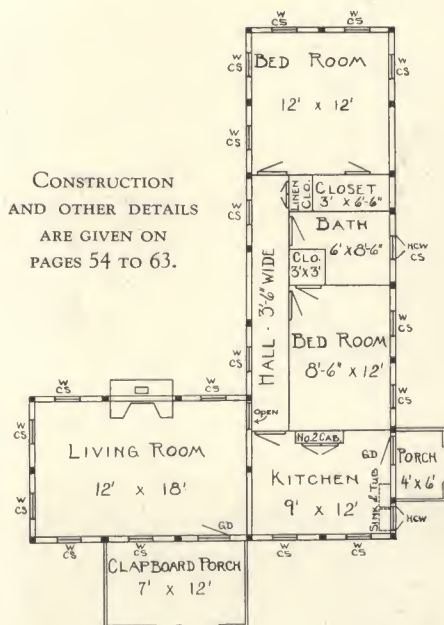 W
CS
W
CS
W
CS
BED ROOM
W
CS
12' x 12'
W
CS
CONSTRUCTION
AND OTHER DETAILS
ARE GIVEN ON
PAGES 54 TO 63.
LINEN
CLO.
CLOSET
3' x 6'-6"
W
CS
BATH
6' x 8'-6"
HCW
CS
CLO.
3' x 3'
HALL - 3'-6" WIDE
BED ROOM
8'-6" x 12'
W
CS
W
CS
W
CS
W
CS
W
CS
OPEN
W
CS
No. 2 CAB.
GD
LIVING ROOM
12' x 18'
KITCHEN
9' x 12'
PORCH
4' x 6'
SINK & TUB
W
CS
GD
HCW
W
CS
W
CS
W
CS
W
CS
CLAPBOARD PORCH
7' x 12'